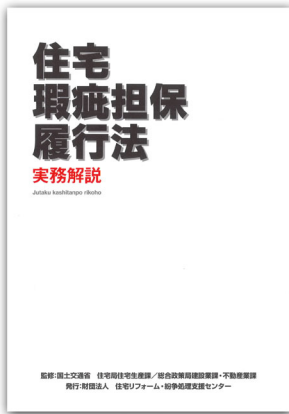 住宅
瑕疵担保
履行法
実務解説
Jutaku kashitanpo rikoho
監修:国土交通省　住宅局住宅生産課／総合政策局建設業課・不動産業課
発行:財団法人　住宅リフォーム・紛争処理支援センター